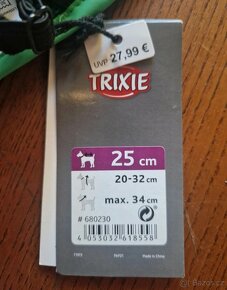 UVP 27,99 €
TRIXIE
25 cm
20-32 cm
max. 34 cm
# 680230
4 053032 618558
Made in China